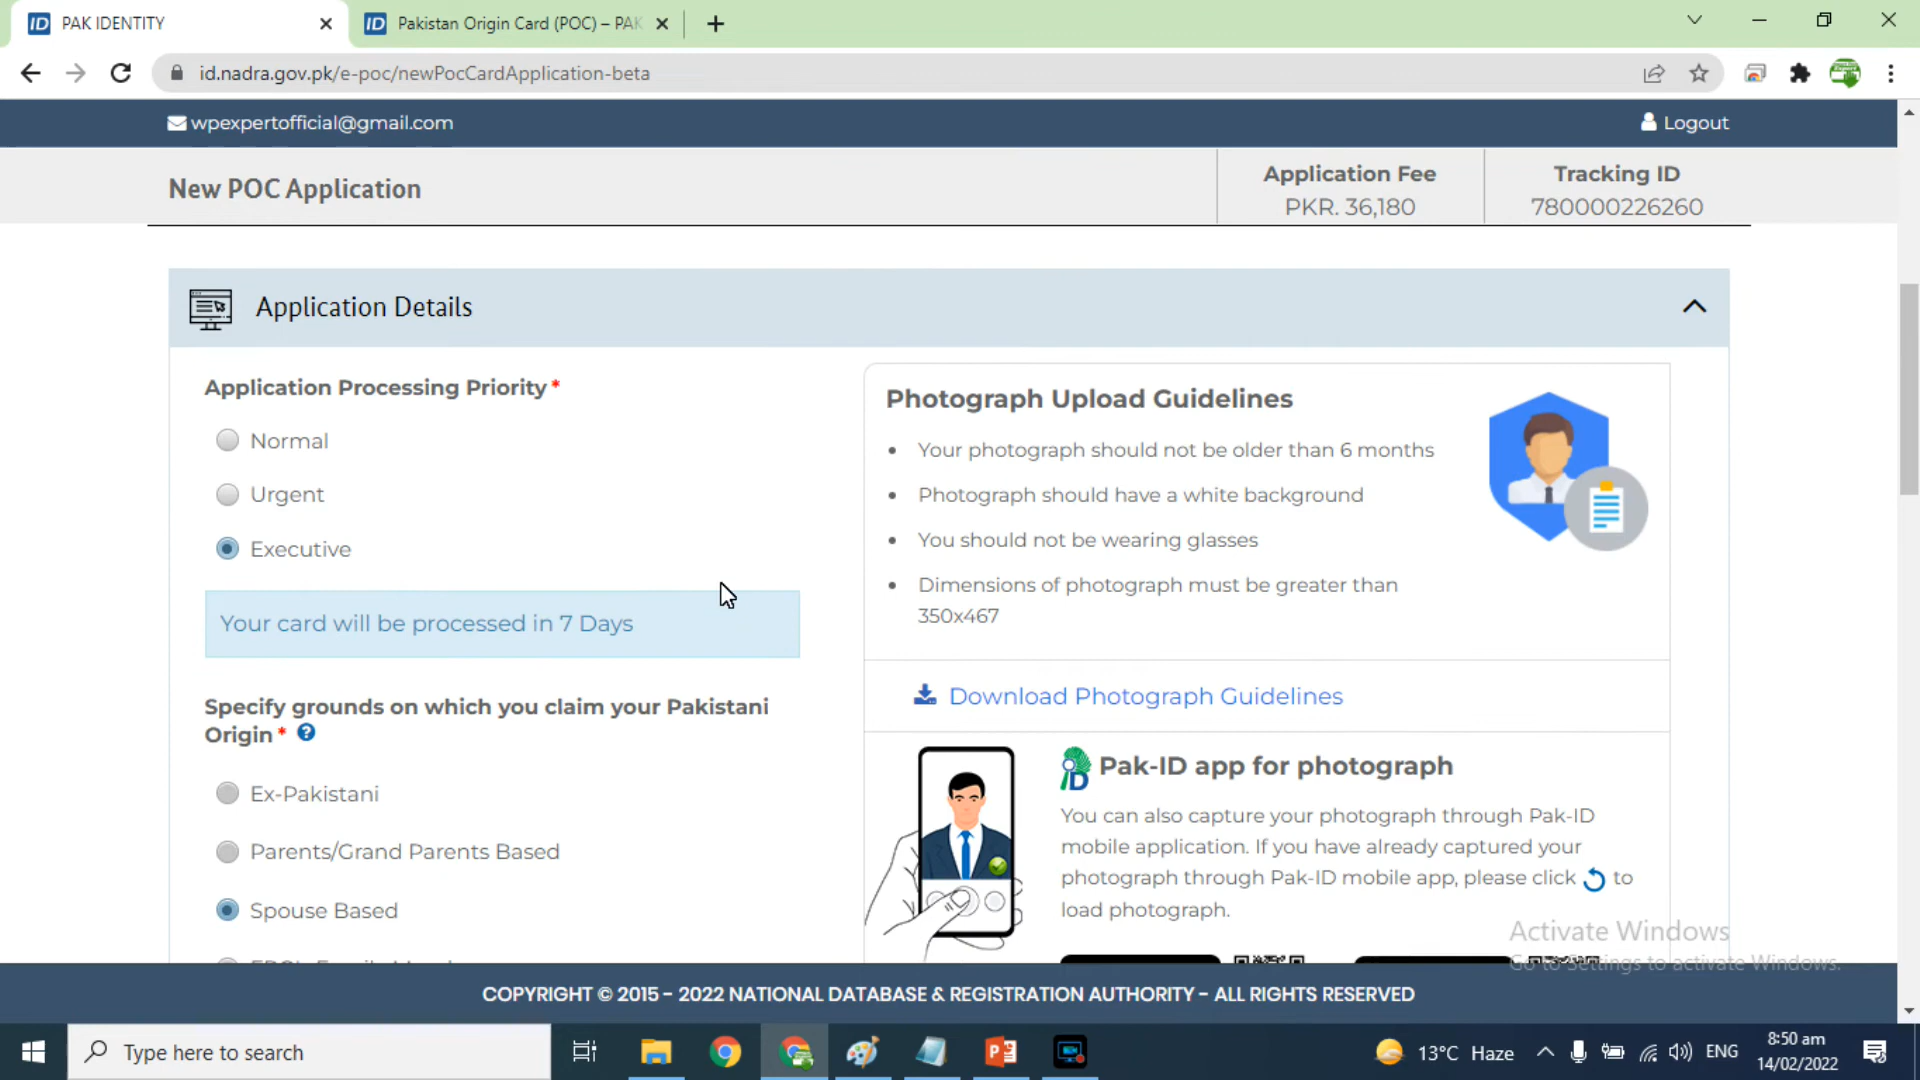 PAK IDENTITY
Pakistan Origin Card (POC) – PAK
id.nadra.gov.pk/e-poc/newPocCardApplication-beta
wpexpertofficial@gmail.com
Logout
New POC Application
Application Fee
PKR. 36,180
Tracking ID
780000226260
Application Details
Application Processing Priority *
Normal
Urgent
Executive
Your card will be processed in 7 Days
Specify grounds on which you claim your Pakistani
Origin * ?
Ex-Pakistani
Parents/Grand Parents Based
Spouse Based
Photograph Upload Guidelines
• Your photograph should not be older than 6 months
• Photograph should have a white background
• You should not be wearing glasses
• Dimensions of photograph must be greater than
350x467
Download Photograph Guidelines
Pak-ID app for photograph
You can also capture your photograph through Pak-ID
mobile application. If you have already captured your
photograph through Pak-ID mobile app, please click to
load photograph.
Activate Windows
Go to Settings to activate Windows.
COPYRIGHT © 2015 - 2022 NATIONAL DATABASE & REGISTRATION AUTHORITY - ALL RIGHTS RESERVED
Type here to search
13°C Haze
ENG
8:50 am
14/02/2022